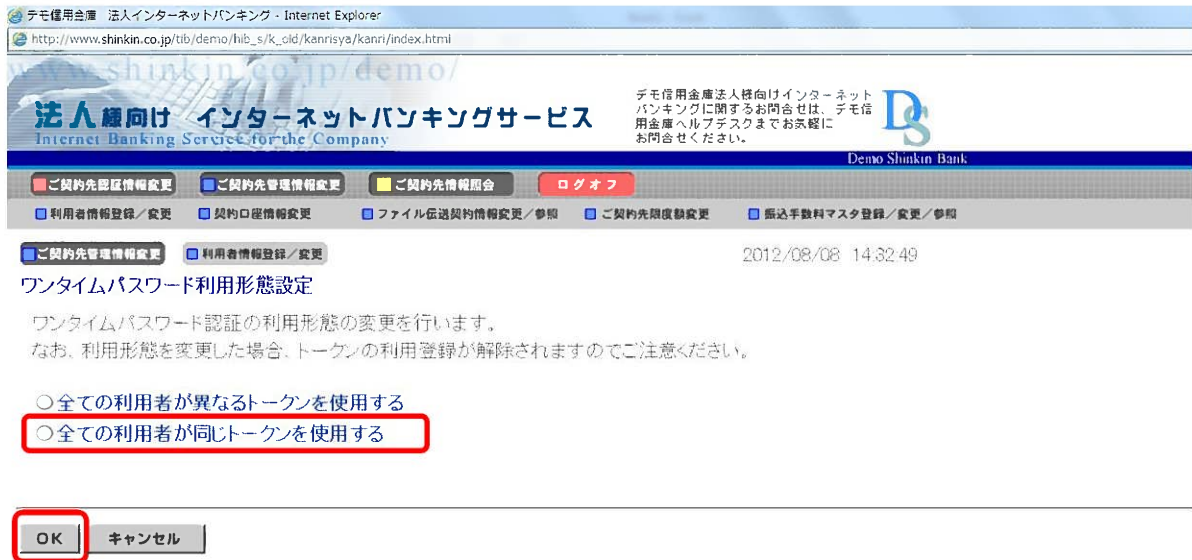 デモ信用金庫 法人インターネットバンキング - Internet Explorer
http://www.shinkin.co.jp/tib/demo/hib_s/k_old/kanrisya/kanri/index.html
www.shinkin.co.jp/demo/
法人様向け インターネットバンキングサービス
Internet Banking Service for the Company
デモ信用金庫法人様向けインターネット
バンキングに関するお問合せは、デモ信
用金庫ヘルプデスクまでお気軽に
お問合せください。
DS
Demo Shinkin Bank
ご契約先認証情報変更 ご契約先管理情報変更 ご契約先情報照会 ログオフ
利用者情報登録/変更 契約口座情報変更 ファイル伝送契約情報変更/参照 ご契約先限度額変更 振込手数料マスタ登録/変更/参照
ご契約先管理情報変更 利用者情報登録/変更 2012/08/08 14:32:49
ワンタイムパスワード利用形態設定
ワンタイムパスワード認証の利用形態の変更を行います。
なお、利用形態を変更した場合、トークンの利用登録が解除されますのでご注意ください。
○全ての利用者が異なるトークンを使用する
○全ての利用者が同じトークンを使用する
OK キャンセル